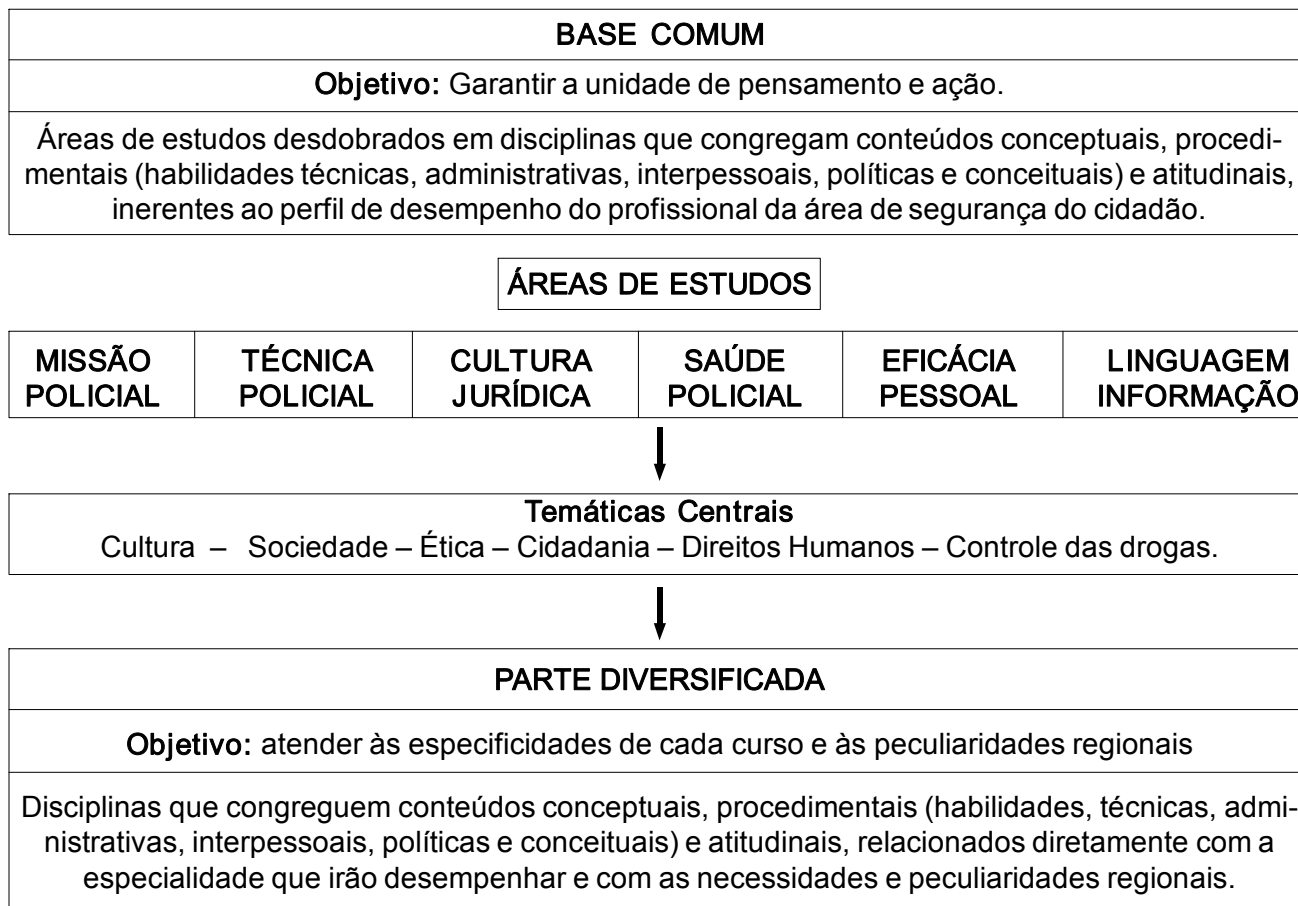 BASE COMUM
Objetivo: Garantir a unidade de pensamento e ação.
Áreas de estudos desdobrados em disciplinas que congregam conteúdos conceptuais, procedi-
mentais (habilidades técnicas, administrativas, interpessoais, políticas e conceituais) e atitudinais,
inerentes ao perfil de desempenho do profissional da área de segurança do cidadão.
ÁREAS DE ESTUDOS
MISSÃO
POLICIAL
TÉCNICA
POLICIAL
CULTURA
JURÍDICA
SAÚDE
POLICIAL
EFICÁCIA
PESSOAL
LINGUAGEM
INFORMAÇÃO
Temáticas Centrais
Cultura – Sociedade – Ética – Cidadania – Direitos Humanos – Controle das drogas.
PARTE DIVERSIFICADA
Objetivo: atender às especificidades de cada curso e às peculiaridades regionais
Disciplinas que congreguem conteúdos conceptuais, procedimentais (habilidades, técnicas, admi-
nistrativas, interpessoais, políticas e conceituais) e atitudinais, relacionados diretamente com a
especialidade que irão desempenhar e com as necessidades e peculiaridades regionais.